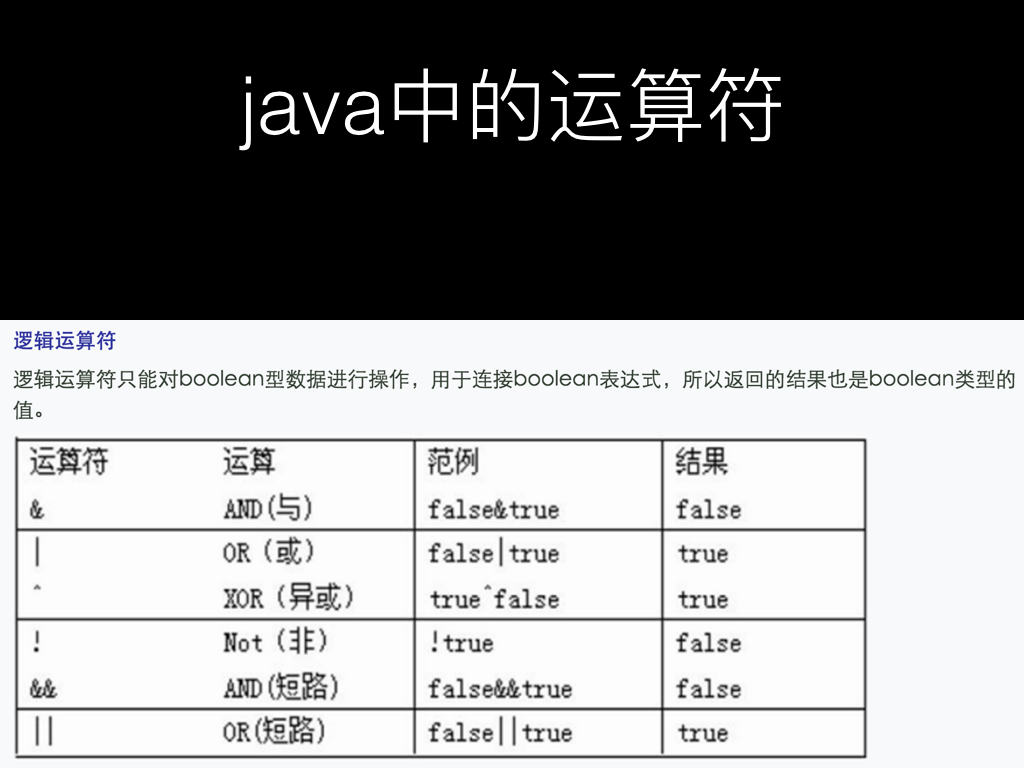 java中的运算符
逻辑运算符
逻辑运算符只能对boolean型数据进行操作，用于连接boolean表达式，所以返回的结果也是boolean类型的
值。
运算符 运算 范例 结果
& AND(与) false&true false
| OR（或） false|true true
^ XOR（异或） true^false true
! Not（非） !true false
&& AND(短路) false&&true false
|| OR(短路) false||true true